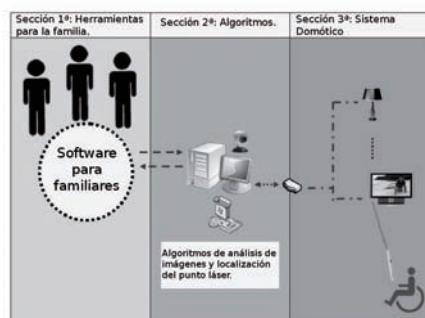 Sección 1ª: Herramientas
para la familia.
Sección 2ª: Algoritmos.
Sección 3ª: Sistema
Domótico
Software
para
familiares
Algoritmos de análisis de
imágenes y localización
del punto láser.